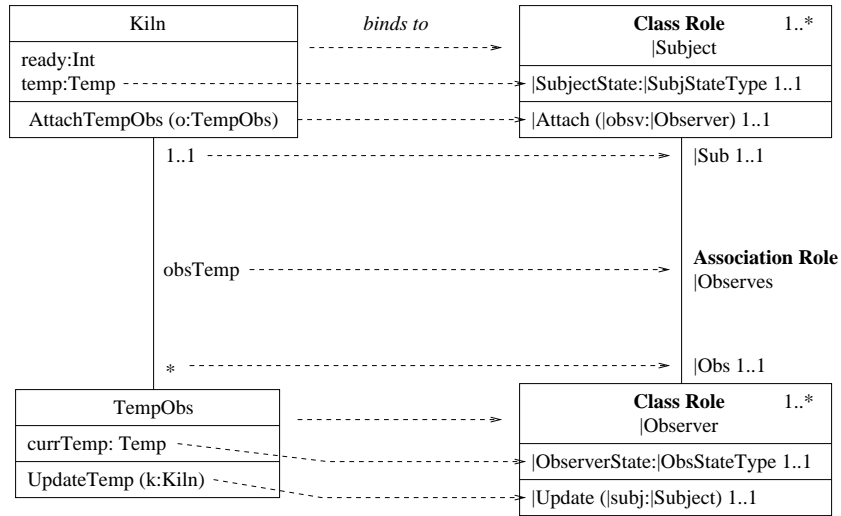 Kiln
binds to
Class Role 1..*
|Subject
ready:Int
temp:Temp
|SubjectState:|SubjStateType 1..1
AttachTempObs (o:TempObs)
|Attach (|obsv:|Observer) 1..1
1..1
|Sub 1..1
obsTemp
Association Role
|Observes
*
|Obs 1..1
TempObs
Class Role 1..*
|Observer
currTemp: Temp
|ObserverState:|ObsStateType 1..1
UpdateTemp (k:Kiln)
|Update (|subj:|Subject) 1..1